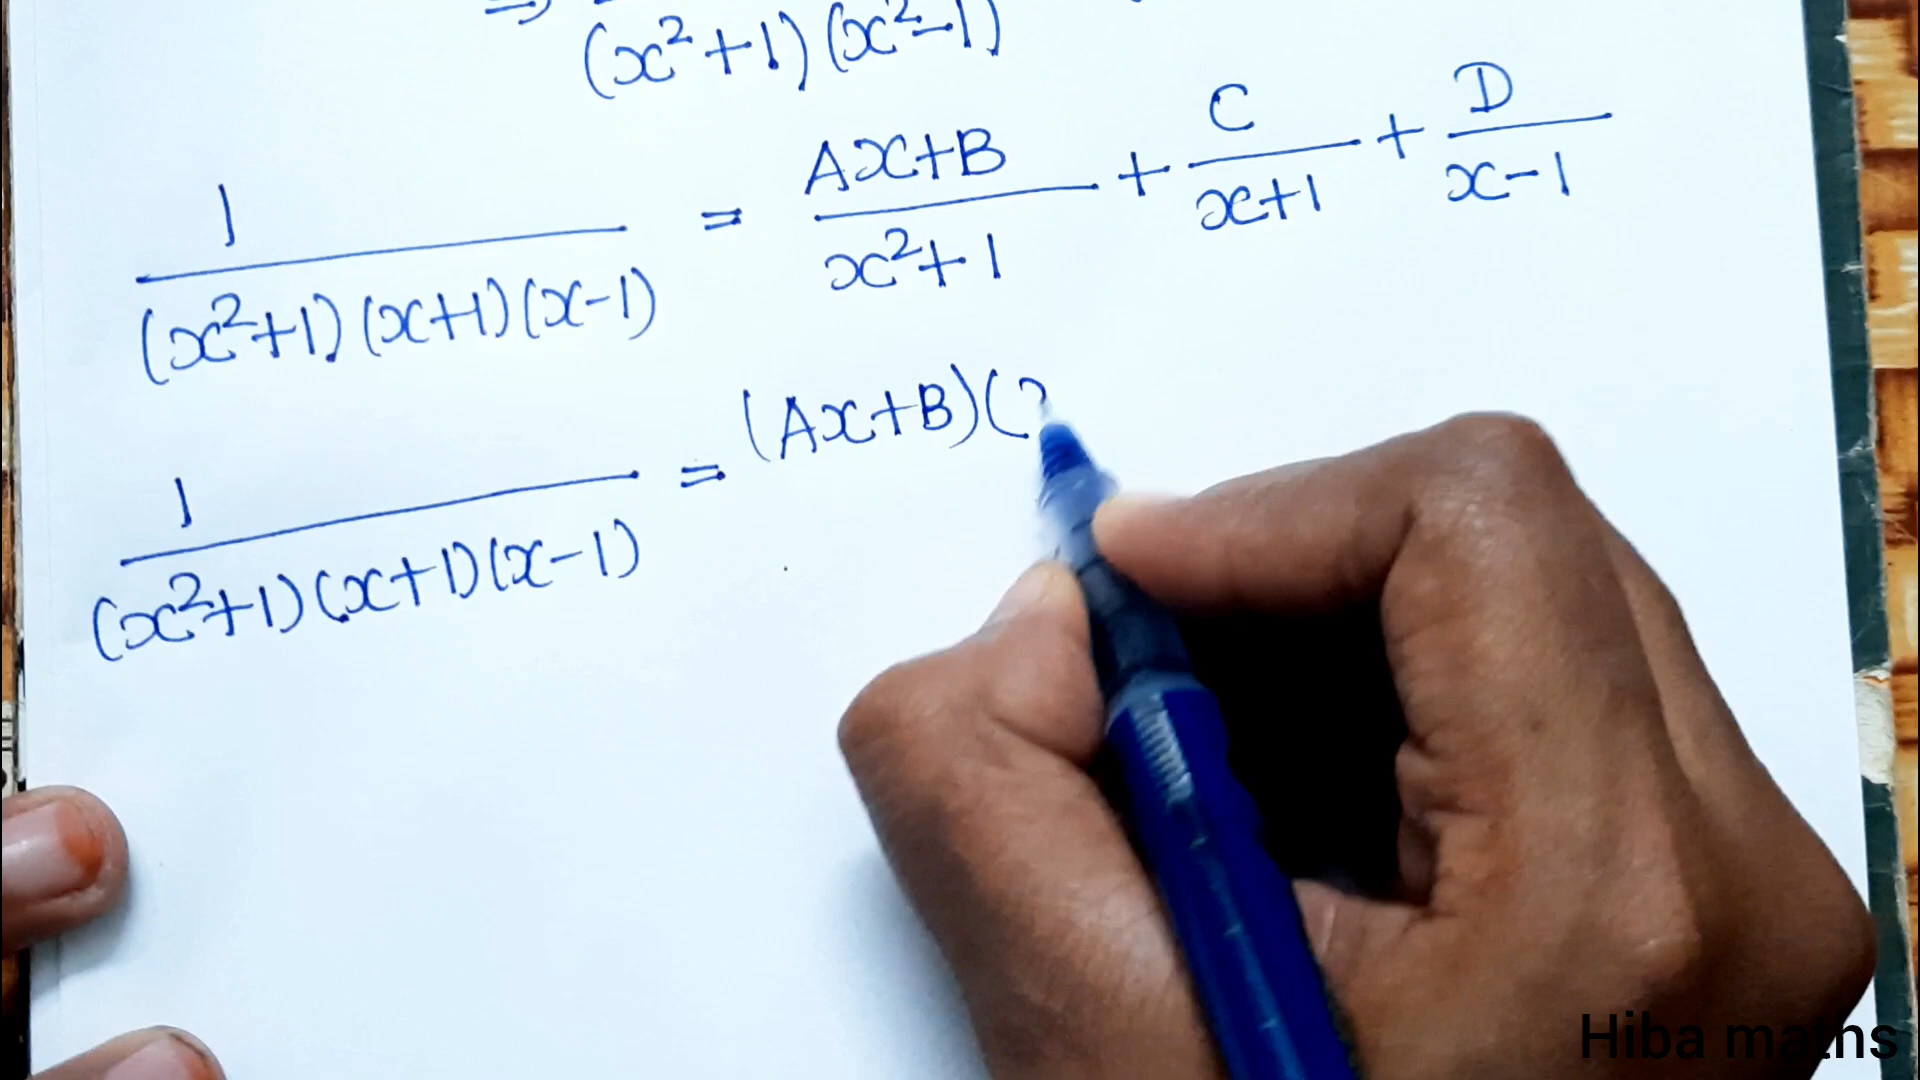 ⇒
(x²+1)(x²-1)
1/((x²+1)(x+1)(x-1)) = (Ax+B)/(x²+1) + C/(x+1) + D/(x-1)
1/((x²+1)(x+1)(x-1)) = (Ax+B)(
Hiba maths